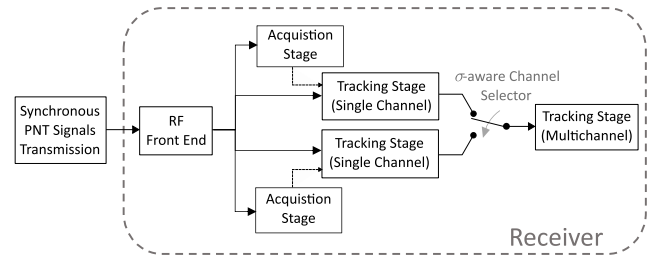 Acquistion
Stage
Synchronous
PNT Signals
Transmission
RF
Front End
Tracking Stage
(Single Channel)
σ-aware Channel
Selector
Tracking Stage
(Multichannel)
Tracking Stage
(Single Channel)
Acquistion
Stage
Receiver